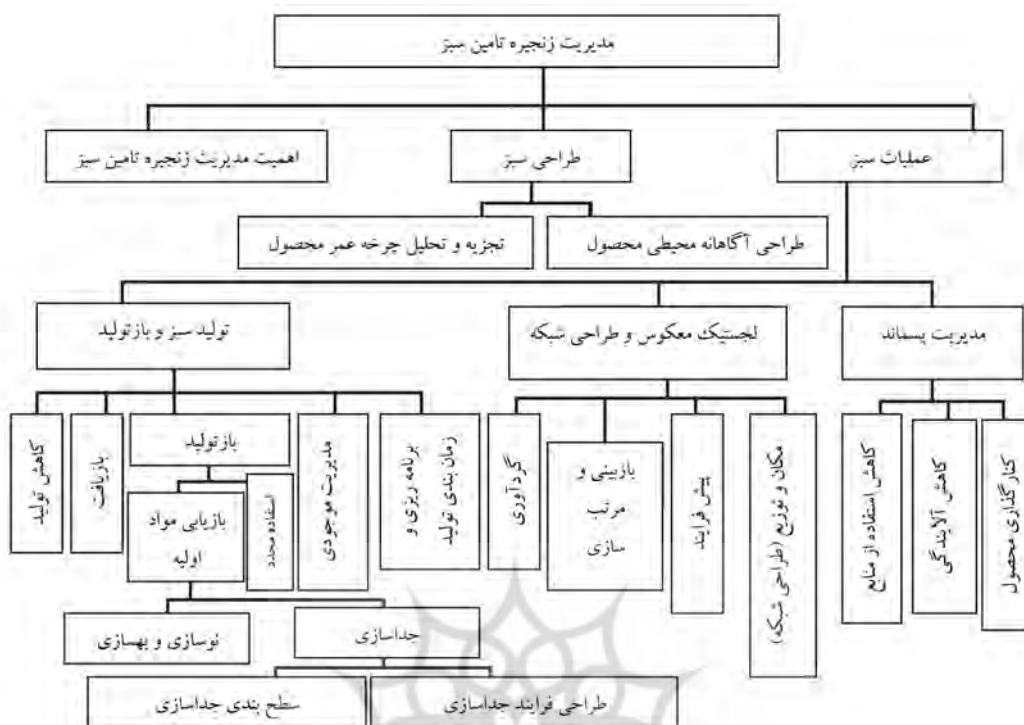 مدیریت زنجیره تامین سبز
عملیات سبز
طراحی سبز
اهمیت مدیریت زنجیره تامین سبز
طراحی آگاهانه محیطی محصول
تجزیه و تحلیل چرخه عمر محصول
مدیریت پسماند
لجستیک معکوس و طراحی شبکه
تولید سبز و بازتولید
کنارگذاری محصول
کاهش آلایندگی
کاهش استفاده از منابع
مکان و توزیع (طراحی شبکه)
پیش فرایند
بازبینی و
مرتب
سازی
گردآوری
برنامه ریزی و
زمان بندی تولید
مدیریت موجودی
بازتولید
بازیافت
کاهش تولید
استفاده مجدد
بازیابی مواد
اولیه
جداسازی
نوسازی و بهسازی
طراحی فرایند جداسازی
سطح بندی جداسازی